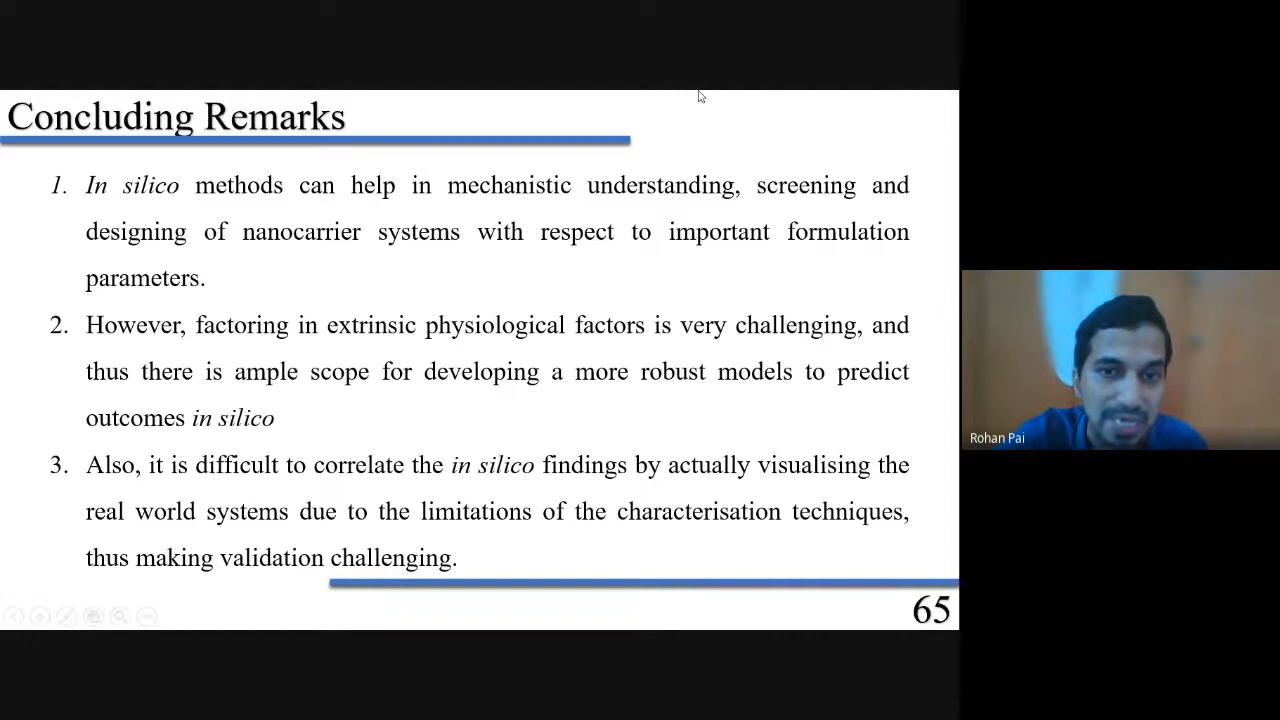 Concluding Remarks
1. In silico methods can help in mechanistic understanding, screening and
designing of nanocarrier systems with respect to important formulation
parameters.
2. However, factoring in extrinsic physiological factors is very challenging, and
thus there is ample scope for developing a more robust models to predict
outcomes in silico
3. Also, it is difficult to correlate the in silico findings by actually visualising the
real world systems due to the limitations of the characterisation techniques,
thus making validation challenging.
65
Rohan Pai